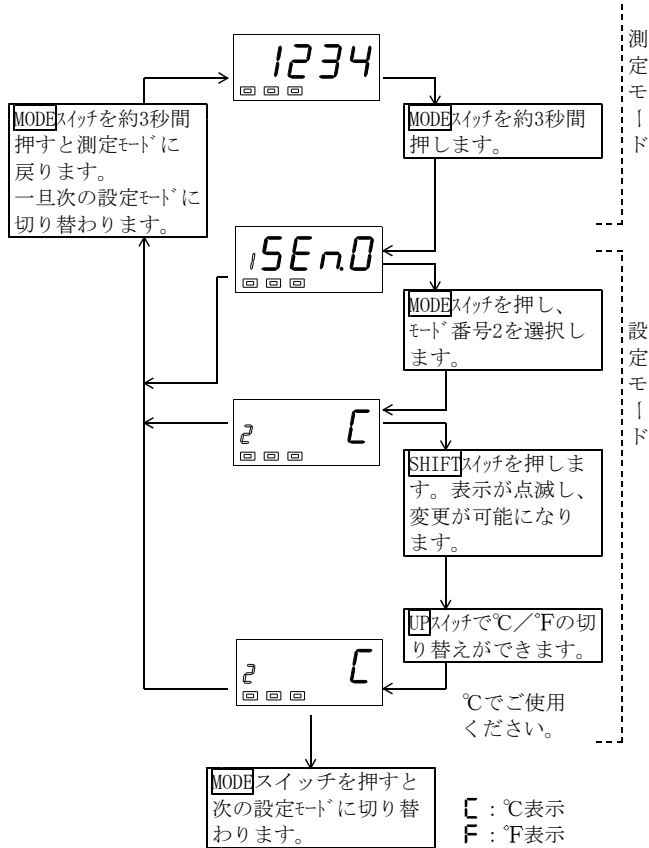 1234
測定モード
MODEスイッチを約3秒間
押すと測定モードに
戻ります。
一旦次の設定モードに
切り替わります。
MODEスイッチを約3秒間
押します。
1 SEn.0
MODEスイッチを押し、
モード番号2を選択し
ます。
設定モード
2 C
SHIFTスイッチを押しま
す。表示が点滅し、
変更が可能になり
ます。
UPスイッチで℃／℉の切
り替えができます。
2 C
℃でご使用
ください。
MODEスイッチを押すと
次の設定モードに切り替
わります。
C：℃表示
F：℉表示